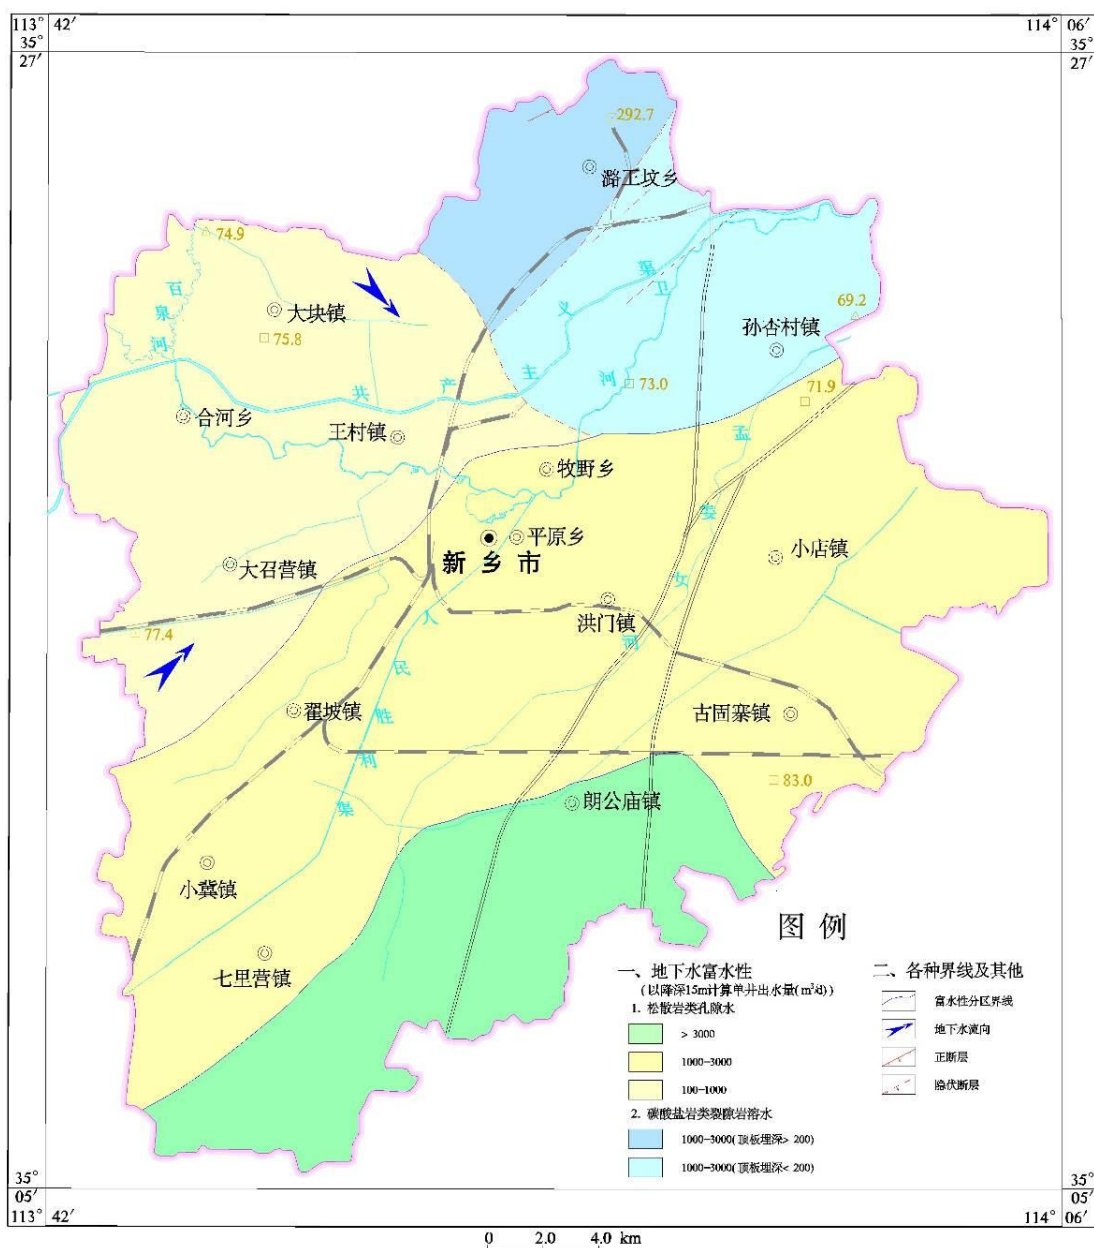 113° 42′
114° 06′
35° 27′
35° 27′
292.7
潞王坟乡
74.9
渠
卫
69.2
百
泉
河
大块镇
义
孙杏村镇
75.8
共
产
主
河
73.0
71.9
合河乡
王村镇
孟
牧野乡
平原乡
新乡市
姜
小店镇
大召营镇
女
人
洪门镇
河
77.4
民
翟坡镇
胜
古固寨镇
利
渠
83.0
朗公庙镇
小冀镇
七里营镇
图 例
一、地下水富水性
(以降深15m计算单井出水量(m³/d))
1. 松散岩类孔隙水
> 3000
1000-3000
100-1000
2. 碳酸盐岩类裂隙岩溶水
1000-3000(顶板埋深> 200)
1000-3000(顶板埋深< 200)
二、各种界线及其他
富水性分区界线
地下水流向
正断层
隐伏断层
35° 05′
35° 05′
113° 42′
114° 06′
0 2.0 4.0 km